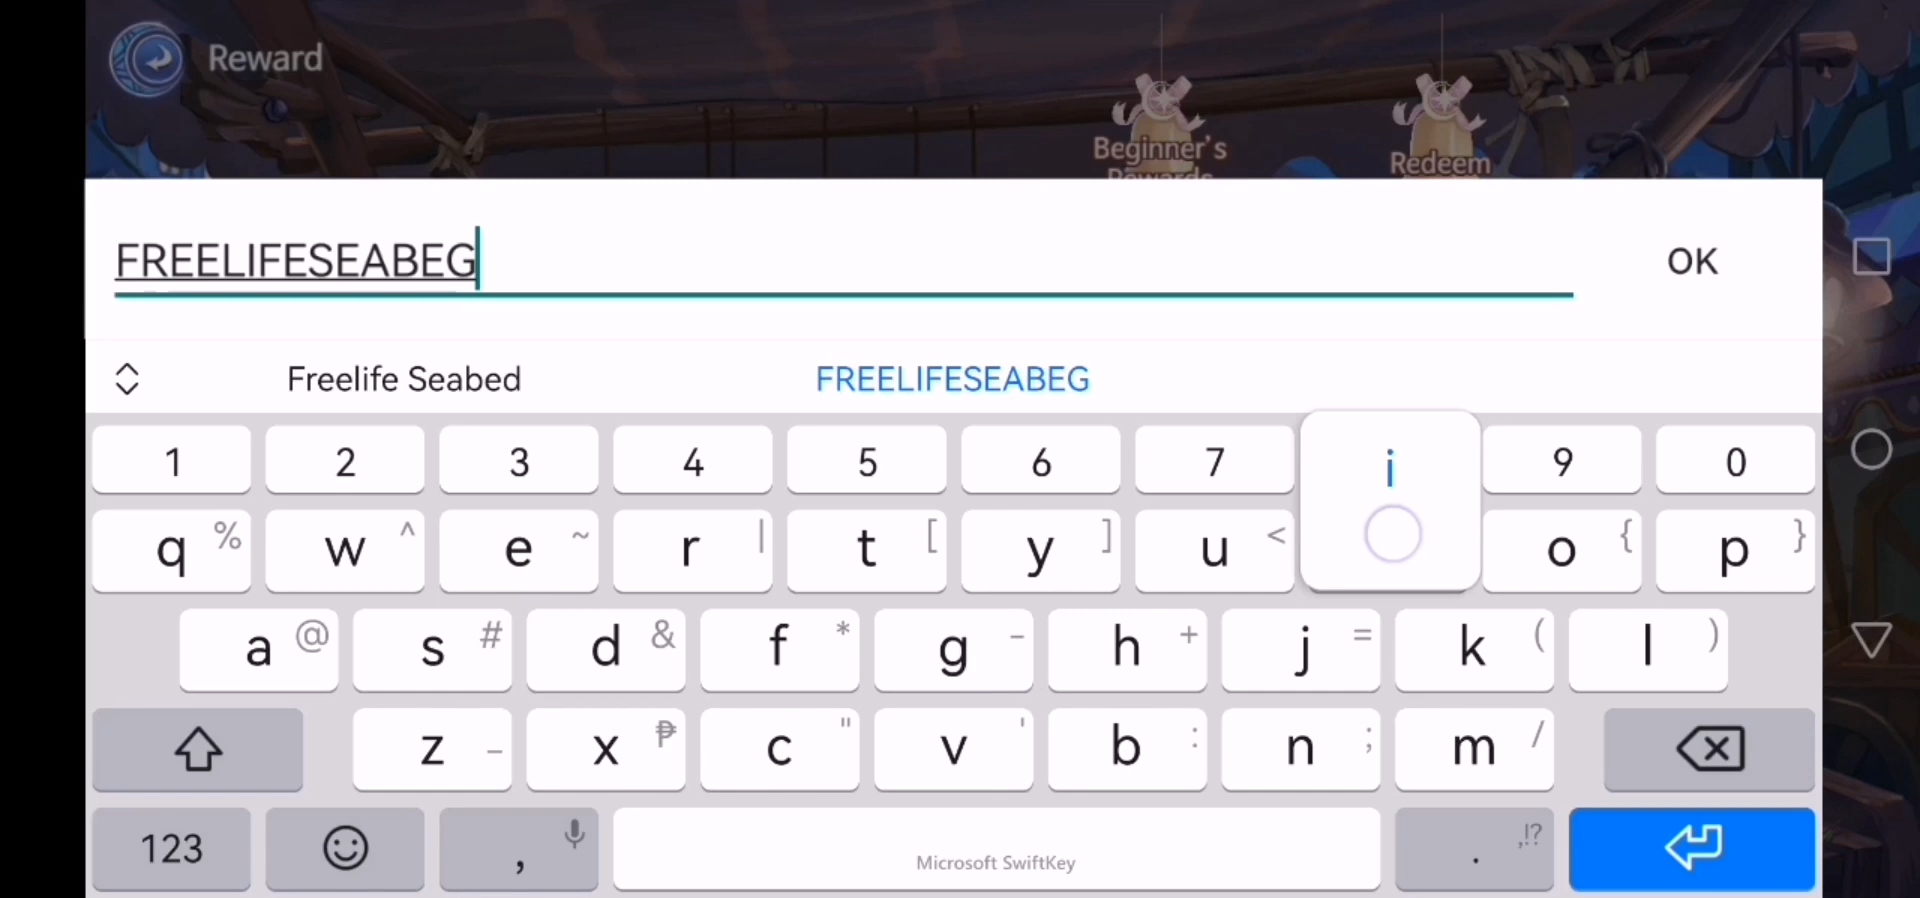 Reward
Beginner's
Rewards
Redeem
FREELIFESEABEG
OK
Freelife Seabed
FREELIFESEABEG
1 2 3 4 5 6 7 i 9 0
q % w ^ e ~ r | t [ y ] u < o { p }
a @ s # d & f * g - h + j = k ( l )
z _ x ₱ c " v ' b : n ; m /
123 , . ,!?
Microsoft SwiftKey